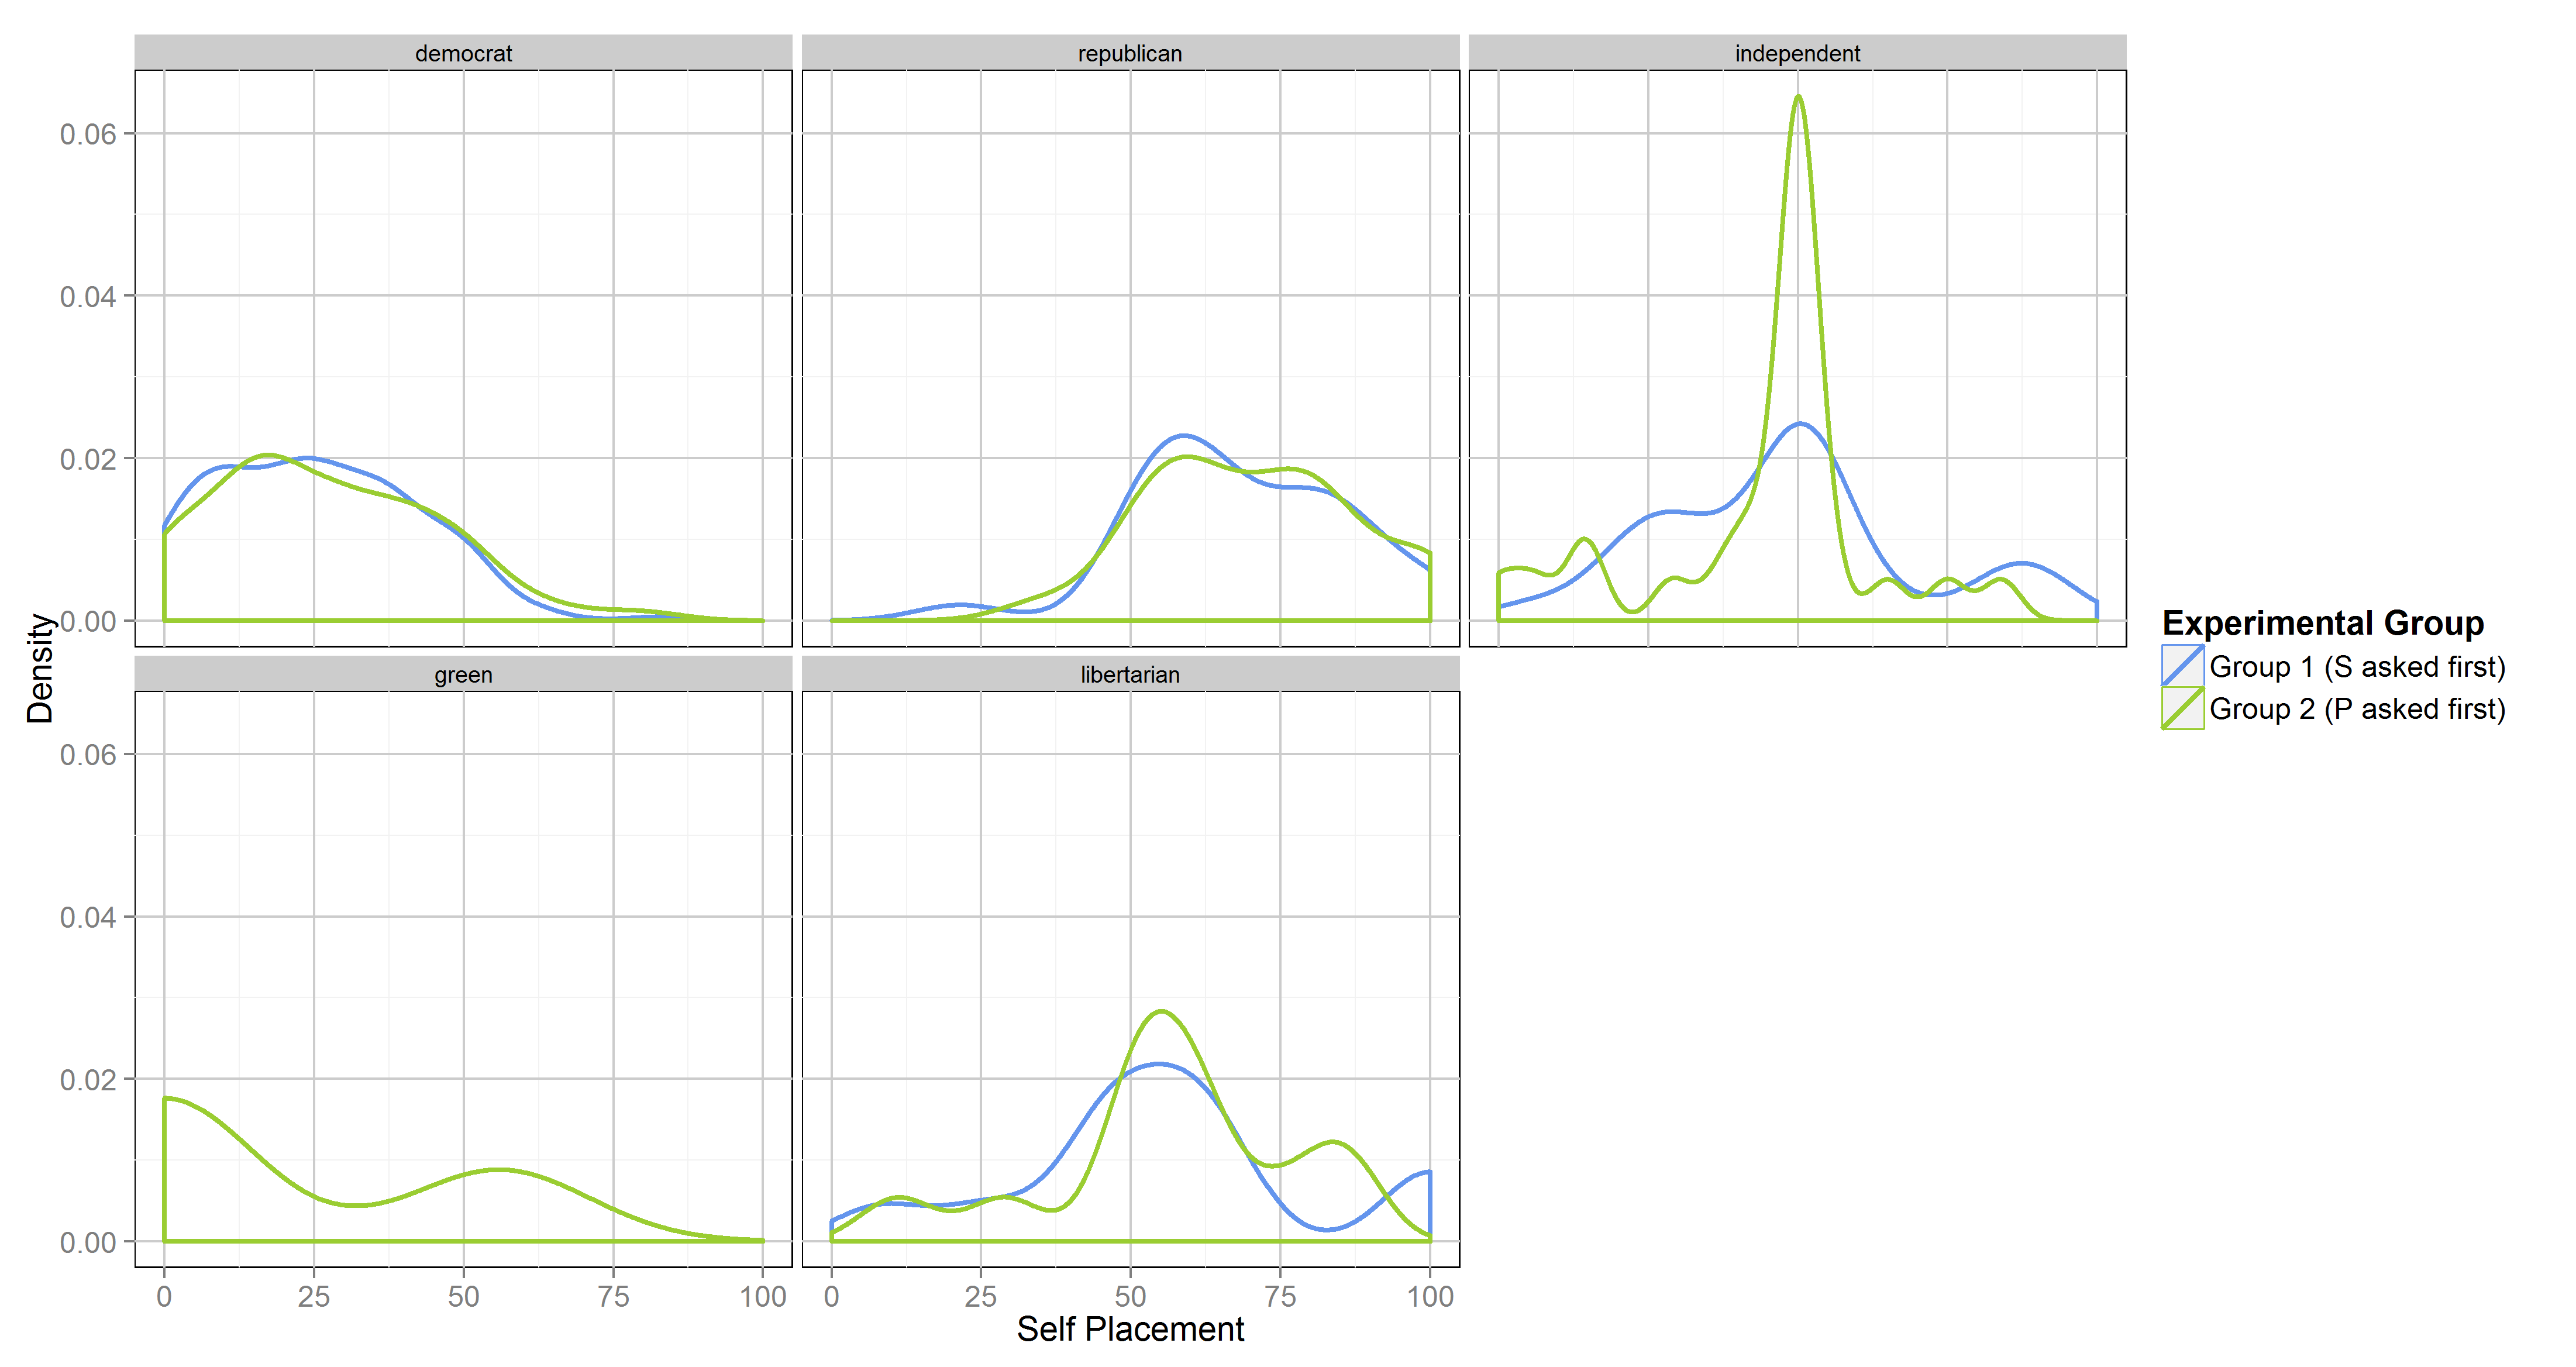 democrat
republican
independent
0.06
0.04
0.02
0.00
Density
green
libertarian
0.06
0.04
0.02
0.00
0 25 50 75 100
0 25 50 75 100
Self Placement
Experimental Group
Group 1 (S asked first)
Group 2 (P asked first)